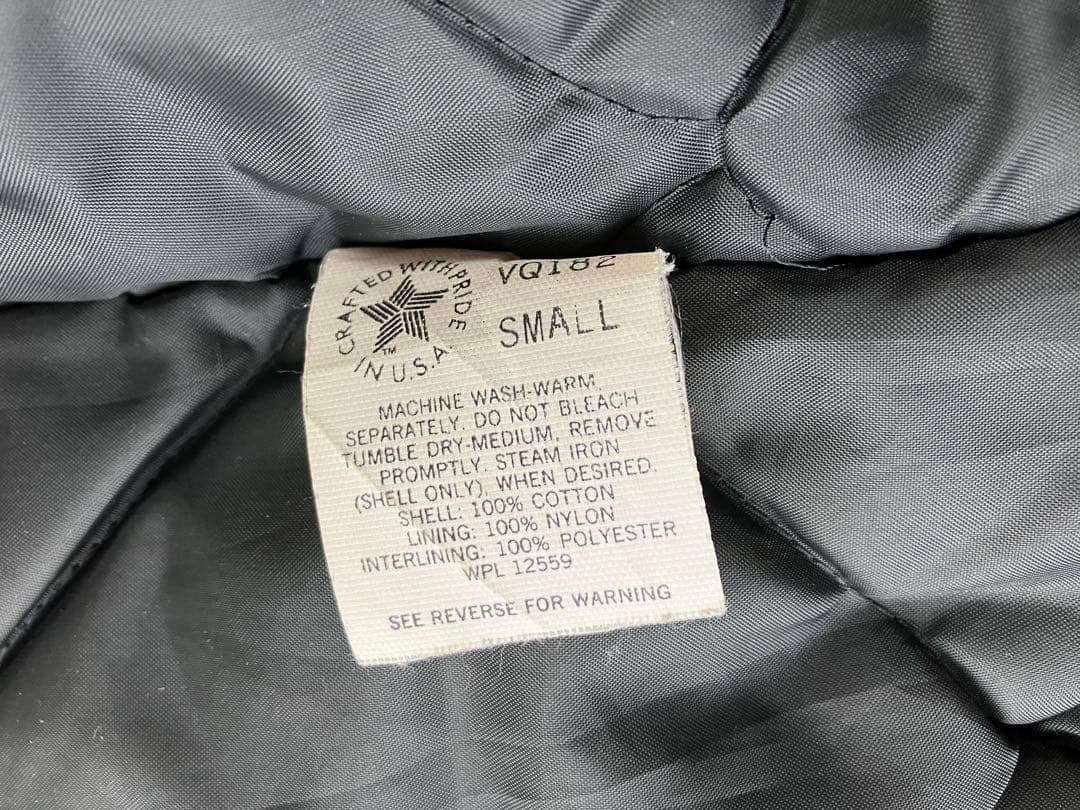 CRAFTED WITH PRIDE
IN U.S.A.
TM
VQ182
SMALL
MACHINE WASH-WARM,
SEPARATELY. DO NOT BLEACH
TUMBLE DRY-MEDIUM, REMOVE
PROMPTLY. STEAM IRON
(SHELL ONLY), WHEN DESIRED.
SHELL: 100% COTTON
LINING: 100% NYLON
INTERLINING: 100% POLYESTER
WPL 12559
SEE REVERSE FOR WARNING